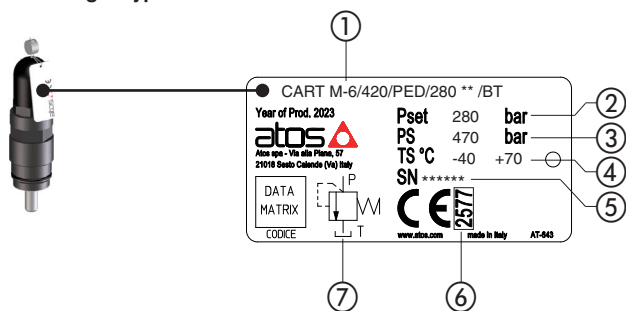 ①
CART M-6/420/PED/280 ** /BT
Year of Prod. 2023
atos
Atos spa - Via alla Piana, 57
21018 Sesto Calende (Va) Italy
DATA
MATRIX
CODICE
P
T
Pset 280 bar
PS 470 bar
TS °C -40 +70
SN ******
CE 2577
www.atos.com made in Italy AT-643
②
③
④
⑤
⑥
⑦